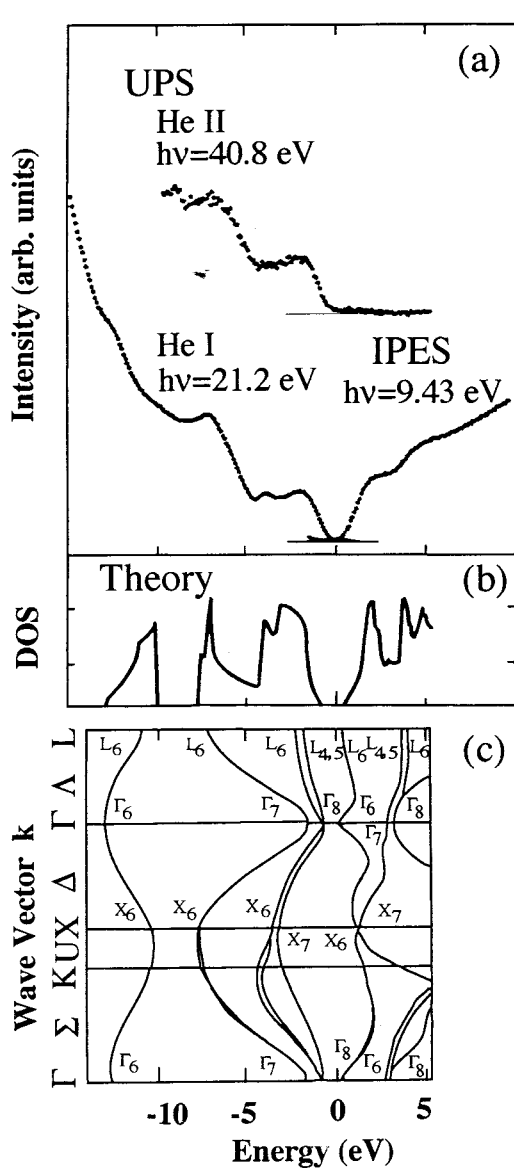 (a)
UPS
He II
hν=40.8 eV
Intensity (arb. units)
He I
hν=21.2 eV
IPES
hν=9.43 eV
Theory
(b)
DOS
(c)
L₆ L₆ L₆ L₄,₅ L₆ L₄,₅ L₆
Γ₆ Γ₇ Γ₈ Γ₆ Γ₈
Γ₇
X₆ X₆ X₆ X₇
X₇ X₆
Γ₆ Γ₇ Γ₈ Γ₆ Γ₈
Wave Vector k
Γ Σ KUX Δ Γ Λ L
-10 -5 0 5
Energy (eV)